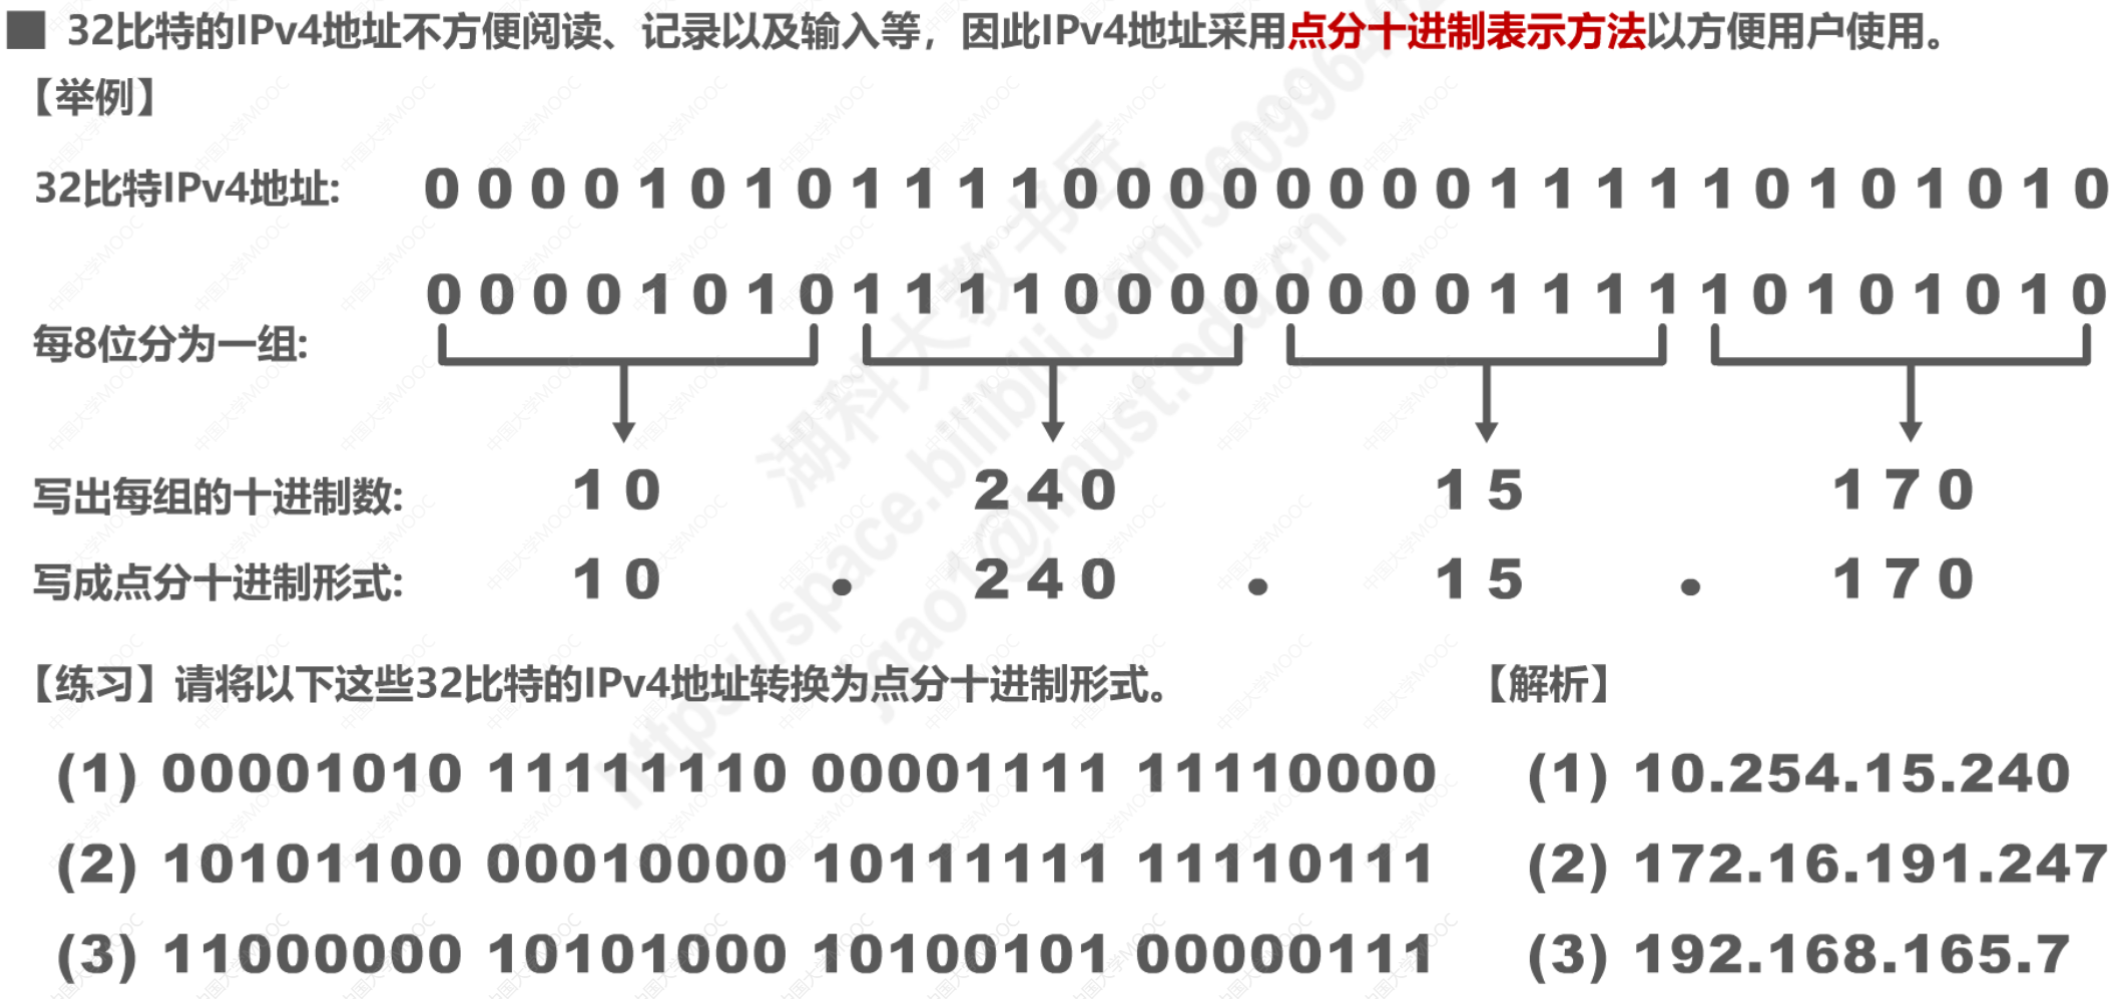 ■ 32比特的IPv4地址不方便阅读、记录以及输入等，因此IPv4地址采用点分十进制表示方法以方便用户使用。
【举例】
32比特IPv4地址: 0 0 0 0 1 0 1 0 1 1 1 1 0 0 0 0 0 0 0 0 1 1 1 1 1 0 1 0 1 0 1 0
0 0 0 0 1 0 1 0 1 1 1 1 0 0 0 0 0 0 0 0 1 1 1 1 1 0 1 0 1 0 1 0
每8位分为一组:
写出每组的十进制数: 10 240 15 170
写成点分十进制形式: 10 . 240 . 15 . 170
【练习】请将以下这些32比特的IPv4地址转换为点分十进制形式。 【解析】
(1) 00001010 11111110 00001111 11110000 (1) 10.254.15.240
(2) 10101100 00010000 10111111 11110111 (2) 172.16.191.247
(3) 11000000 10101000 10100101 00000111 (3) 192.168.165.7
中国大学MOOC
湖科大教书匠